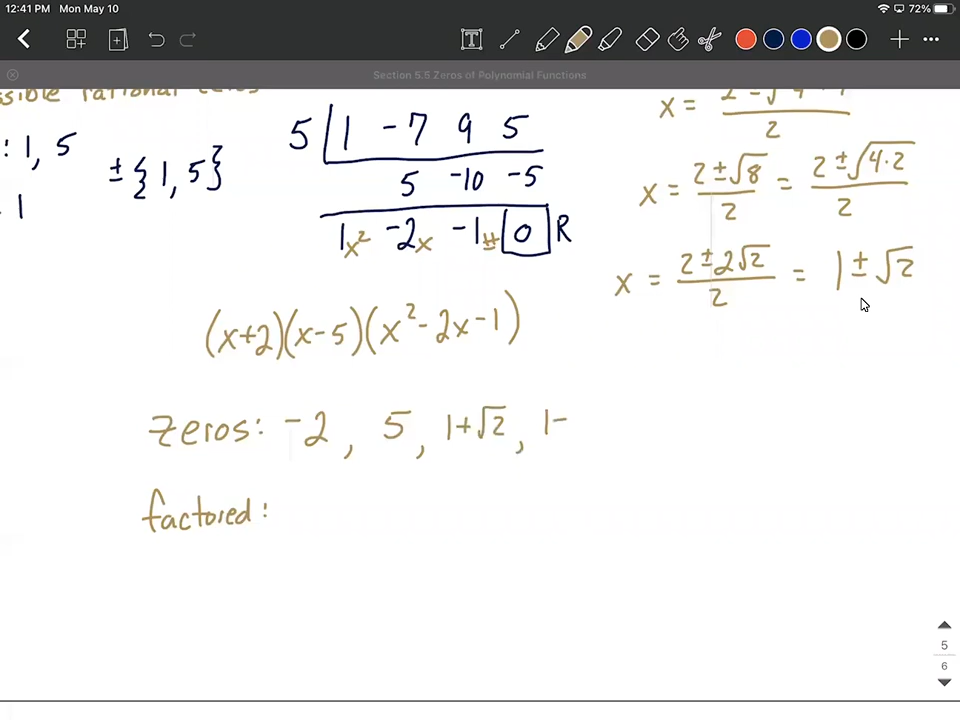 12:41 PM Mon May 10
72%
Section 5.5 Zeros of Polynomial Functions
: 1, 5
1
± {1, 5}
5 | 1 -7 9 5
5 -10 -5
1x² -2x -1 0 R
(x+2)(x-5)(x²-2x-1)
zeros: -2, 5, 1+√2, 1-
factored:
x =
2
x = 2±√8/2 = 2±√4·2/2
x = 2±2√2/2 = 1±√2
5
6